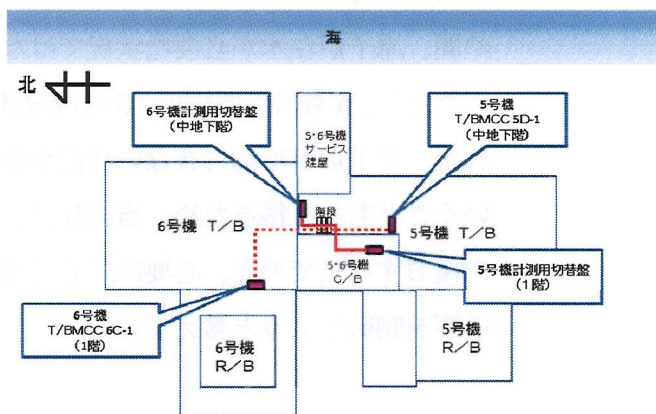 海
北
6号機計測用切替盤
(中地下階)
5・6号機
サービス
建屋
5号機
T/BMCC 5D-1
(中地下階)
階段
6号機 T/B
5号機 T/B
5・6号機
C/B
5号機計測用切替盤
(1階)
6号機
T/BMCC 6C-1
(1階)
6号機
R/B
5号機
R/B